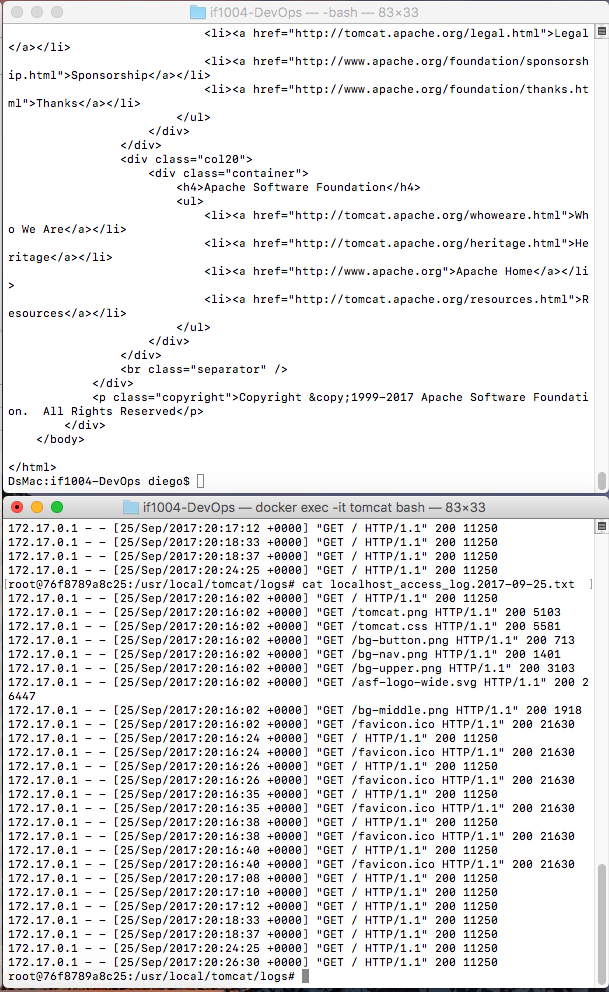 if1004-DevOps — -bash — 83×33
<li><a href="http://tomcat.apache.org/legal.html">Legal
</a></li>
<li><a href="http://www.apache.org/foundation/sponsorsh
ip.html">Sponsorship</a></li>
<li><a href="http://www.apache.org/foundation/thanks.ht
ml">Thanks</a></li>
</ul>
</div>
</div>
<div class="col20">
<div class="container">
<h4>Apache Software Foundation</h4>
<ul>
<li><a href="http://tomcat.apache.org/whoweare.html">Wh
o We Are</a></li>
<li><a href="http://tomcat.apache.org/heritage.html">He
ritage</a></li>
<li><a href="http://www.apache.org">Apache Home</a></li
>
<li><a href="http://tomcat.apache.org/resources.html">R
esources</a></li>
</ul>
</div>
</div>
<br class="separator" />
</div>
<p class="copyright">Copyright &copy;1999-2017 Apache Software Foundati
on.  All Rights Reserved</p>
</div>
</body>
</html>
DsMac:if1004-DevOps diego$
if1004-DevOps — docker exec -it tomcat bash — 83×33
172.17.0.1 - - [25/Sep/2017:20:17:12 +0000] "GET / HTTP/1.1" 200 11250
172.17.0.1 - - [25/Sep/2017:20:18:33 +0000] "GET / HTTP/1.1" 200 11250
172.17.0.1 - - [25/Sep/2017:20:18:37 +0000] "GET / HTTP/1.1" 200 11250
172.17.0.1 - - [25/Sep/2017:20:24:25 +0000] "GET / HTTP/1.1" 200 11250
[root@76f8789a8c25:/usr/local/tomcat/logs# cat localhost_access_log.2017-09-25.txt ]
172.17.0.1 - - [25/Sep/2017:20:16:02 +0000] "GET / HTTP/1.1" 200 11250
172.17.0.1 - - [25/Sep/2017:20:16:02 +0000] "GET /tomcat.png HTTP/1.1" 200 5103
172.17.0.1 - - [25/Sep/2017:20:16:02 +0000] "GET /tomcat.css HTTP/1.1" 200 5581
172.17.0.1 - - [25/Sep/2017:20:16:02 +0000] "GET /bg-button.png HTTP/1.1" 200 713
172.17.0.1 - - [25/Sep/2017:20:16:02 +0000] "GET /bg-nav.png HTTP/1.1" 200 1401
172.17.0.1 - - [25/Sep/2017:20:16:02 +0000] "GET /bg-upper.png HTTP/1.1" 200 3103
172.17.0.1 - - [25/Sep/2017:20:16:02 +0000] "GET /asf-logo-wide.svg HTTP/1.1" 200 2
6447
172.17.0.1 - - [25/Sep/2017:20:16:02 +0000] "GET /bg-middle.png HTTP/1.1" 200 1918
172.17.0.1 - - [25/Sep/2017:20:16:02 +0000] "GET /favicon.ico HTTP/1.1" 200 21630
172.17.0.1 - - [25/Sep/2017:20:16:24 +0000] "GET / HTTP/1.1" 200 11250
172.17.0.1 - - [25/Sep/2017:20:16:24 +0000] "GET /favicon.ico HTTP/1.1" 200 21630
172.17.0.1 - - [25/Sep/2017:20:16:26 +0000] "GET / HTTP/1.1" 200 11250
172.17.0.1 - - [25/Sep/2017:20:16:26 +0000] "GET /favicon.ico HTTP/1.1" 200 21630
172.17.0.1 - - [25/Sep/2017:20:16:35 +0000] "GET / HTTP/1.1" 200 11250
172.17.0.1 - - [25/Sep/2017:20:16:35 +0000] "GET /favicon.ico HTTP/1.1" 200 21630
172.17.0.1 - - [25/Sep/2017:20:16:38 +0000] "GET / HTTP/1.1" 200 11250
172.17.0.1 - - [25/Sep/2017:20:16:38 +0000] "GET /favicon.ico HTTP/1.1" 200 21630
172.17.0.1 - - [25/Sep/2017:20:16:40 +0000] "GET / HTTP/1.1" 200 11250
172.17.0.1 - - [25/Sep/2017:20:16:40 +0000] "GET /favicon.ico HTTP/1.1" 200 21630
172.17.0.1 - - [25/Sep/2017:20:17:08 +0000] "GET / HTTP/1.1" 200 11250
172.17.0.1 - - [25/Sep/2017:20:17:10 +0000] "GET / HTTP/1.1" 200 11250
172.17.0.1 - - [25/Sep/2017:20:17:12 +0000] "GET / HTTP/1.1" 200 11250
172.17.0.1 - - [25/Sep/2017:20:18:33 +0000] "GET / HTTP/1.1" 200 11250
172.17.0.1 - - [25/Sep/2017:20:18:37 +0000] "GET / HTTP/1.1" 200 11250
172.17.0.1 - - [25/Sep/2017:20:24:25 +0000] "GET / HTTP/1.1" 200 11250
172.17.0.1 - - [25/Sep/2017:20:26:30 +0000] "GET / HTTP/1.1" 200 11250
root@76f8789a8c25:/usr/local/tomcat/logs#